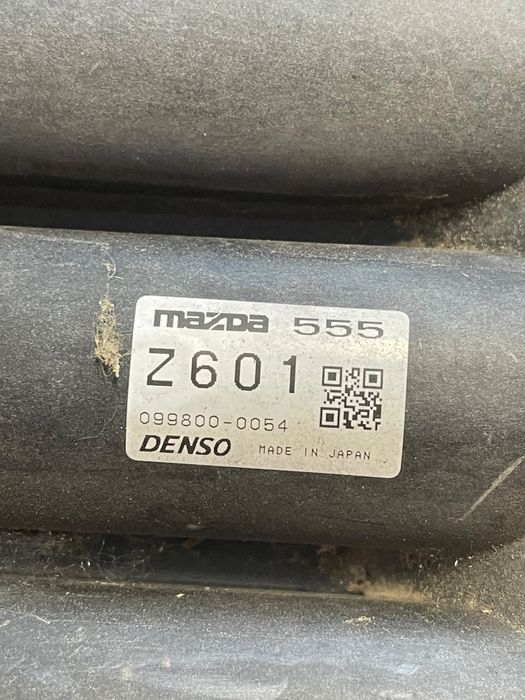 mazda 555
Z601
099800-0054
DENSO MADE IN JAPAN